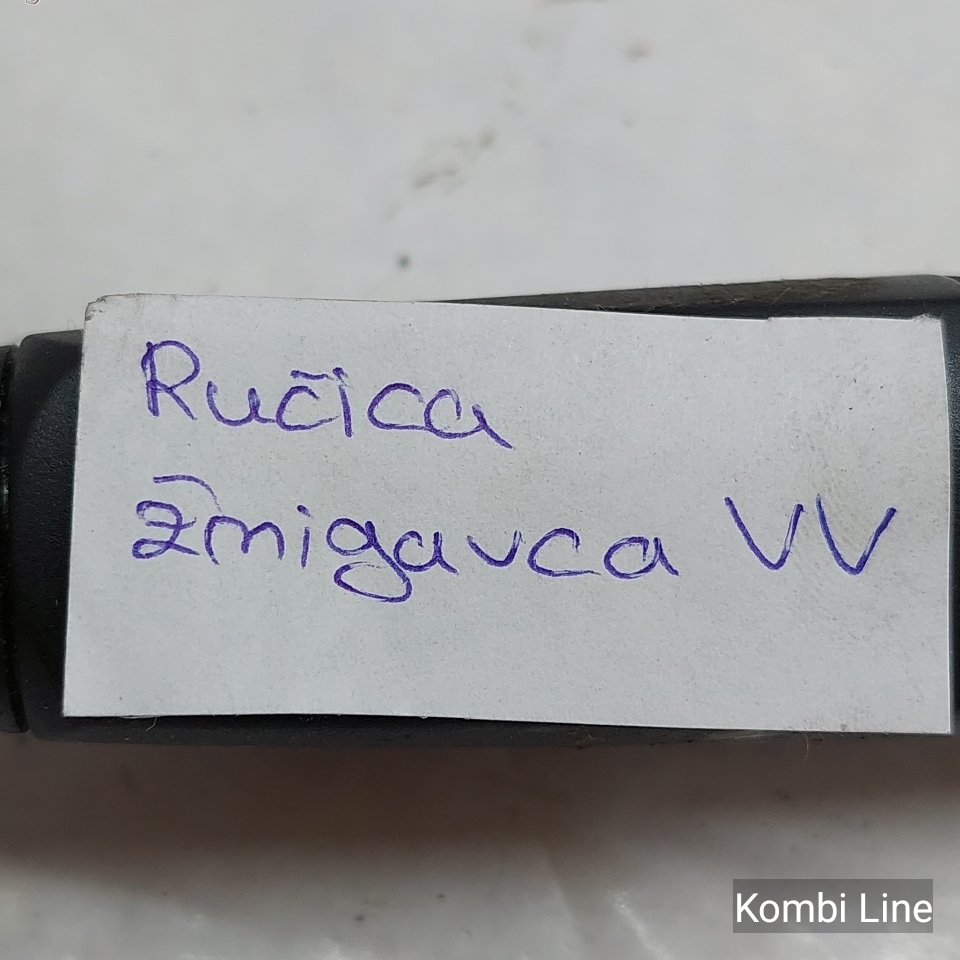 Ručica
Žmigavca VV
Kombi Line